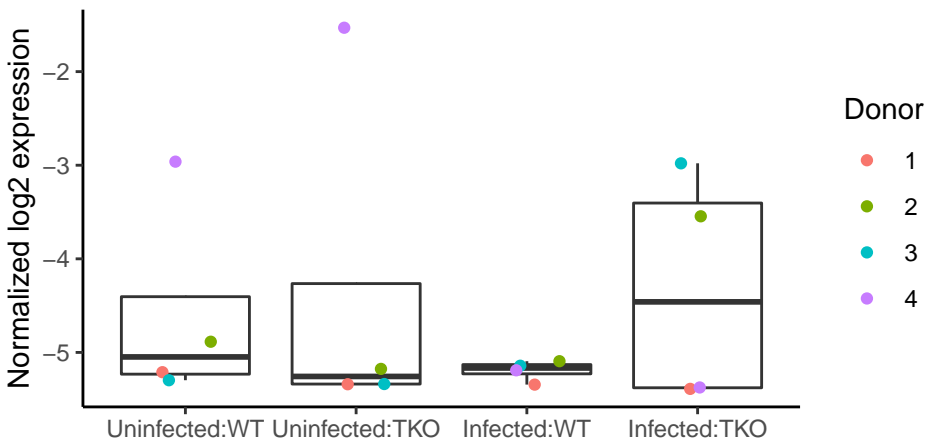 Normalized log2 expression
−2
−3
−4
−5
Uninfected:WT
Uninfected:TKO
Infected:WT
Infected:TKO
Donor
1
2
3
4